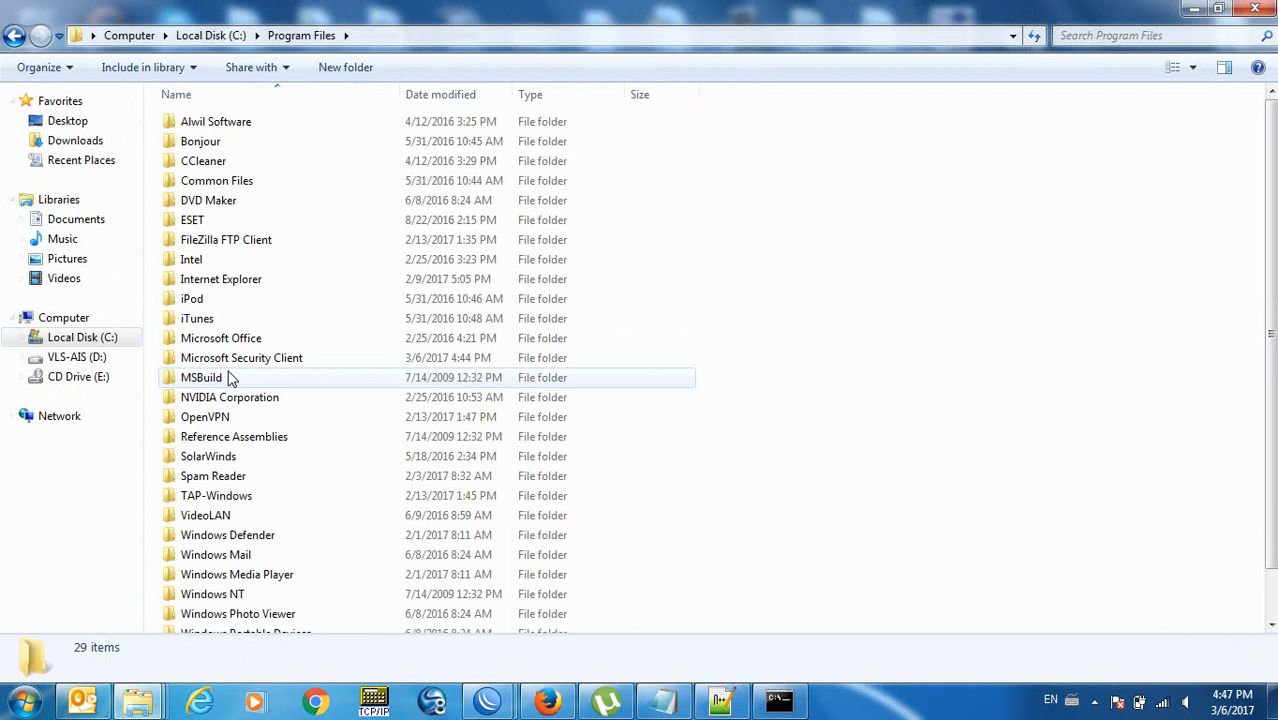 Computer Local Disk (C:) Program Files Search Program Files
Organize Include in library Share with New folder
Name Date modified Type Size
Favorites
Desktop
Downloads
Recent Places
Libraries
Documents
Music
Pictures
Videos
Computer
Local Disk (C:)
VLS-AIS (D:)
CD Drive (E:)
Network
Alwil Software 4/12/2016 3:25 PM File folder
Bonjour 5/31/2016 10:45 AM File folder
CCleaner 4/12/2016 3:29 PM File folder
Common Files 5/31/2016 10:44 AM File folder
DVD Maker 6/8/2016 8:24 AM File folder
ESET 8/22/2016 2:15 PM File folder
FileZilla FTP Client 2/13/2017 1:35 PM File folder
Intel 2/25/2016 3:23 PM File folder
Internet Explorer 2/9/2017 5:05 PM File folder
iPod 5/31/2016 10:46 AM File folder
iTunes 5/31/2016 10:48 AM File folder
Microsoft Office 2/25/2016 4:21 PM File folder
Microsoft Security Client 3/6/2017 4:44 PM File folder
MSBuild 7/14/2009 12:32 PM File folder
NVIDIA Corporation 2/25/2016 10:53 AM File folder
OpenVPN 2/13/2017 1:47 PM File folder
Reference Assemblies 7/14/2009 12:32 PM File folder
SolarWinds 5/18/2016 2:34 PM File folder
Spam Reader 2/3/2017 8:32 AM File folder
TAP-Windows 2/13/2017 1:45 PM File folder
VideoLAN 6/9/2016 8:59 AM File folder
Windows Defender 2/1/2017 8:11 AM File folder
Windows Mail 6/8/2016 8:24 AM File folder
Windows Media Player 2/1/2017 8:11 AM File folder
Windows NT 7/14/2009 12:32 PM File folder
Windows Photo Viewer 6/8/2016 8:24 AM File folder
Windows Portable Devices 6/8/2016 8:24 AM File folder
29 items
TCP/IP
EN
4:47 PM
3/6/2017